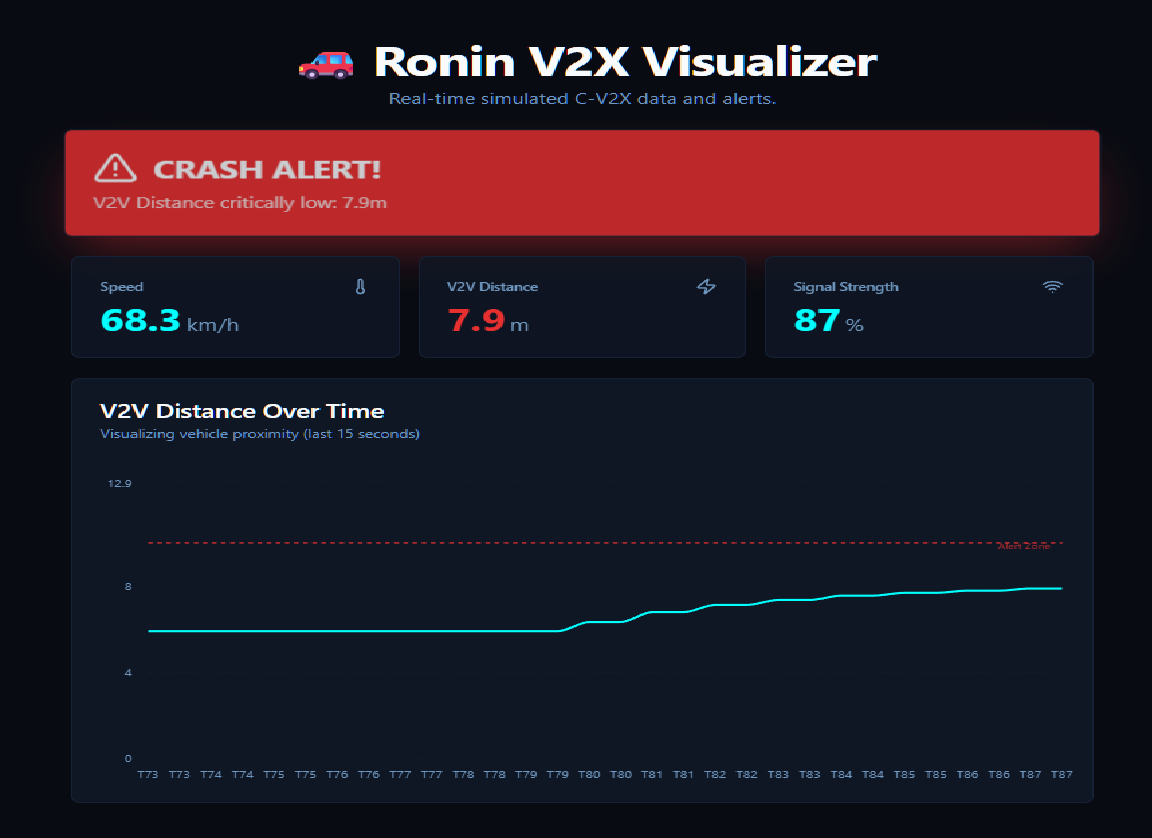 Ronin V2X Visualizer
Real-time simulated C-V2X data and alerts.
CRASH ALERT!
V2V Distance critically low: 7.9m
Speed
68.3 km/h
V2V Distance
7.9 m
Signal Strength
87 %
V2V Distance Over Time
Visualizing vehicle proximity (last 15 seconds)
12.9
Alert Zone
8
4
0
T73 T73 T74 T74 T75 T75 T76 T76 T77 T77 T78 T78 T79 T79 T80 T80 T81 T81 T82 T82 T83 T83 T84 T84 T85 T85 T86 T86 T87 T87